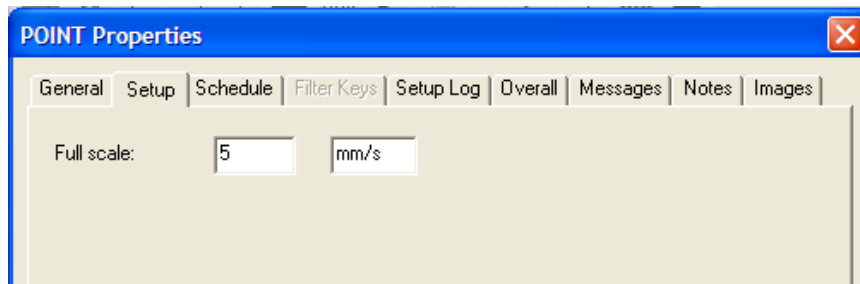 POINT Properties
General Setup Schedule Filter Keys Setup Log Overall Messages Notes Images
Full scale: 5 mm/s